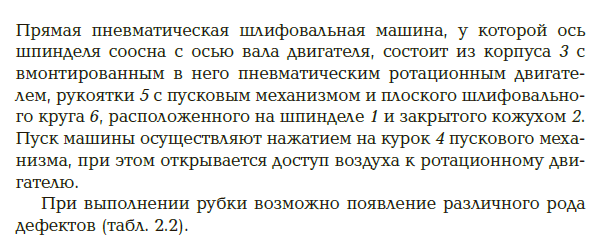 Прямая пневматическая шлифовальная машина, у которой ось
шпинделя соосна с осью вала двигателя, состоит из корпуса 3 с
вмонтированным в него пневматическим ротационным двигате-
лем, рукоятки 5 с пусковым механизмом и плоского шлифовально-
го круга 6, расположенного на шпинделе 1 и закрытого кожухом 2.
Пуск машины осуществляют нажатием на курок 4 пускового меха-
низма, при этом открывается доступ воздуха к ротационному дви-
гателю.
При выполнении рубки возможно появление различного рода
дефектов (табл. 2.2).